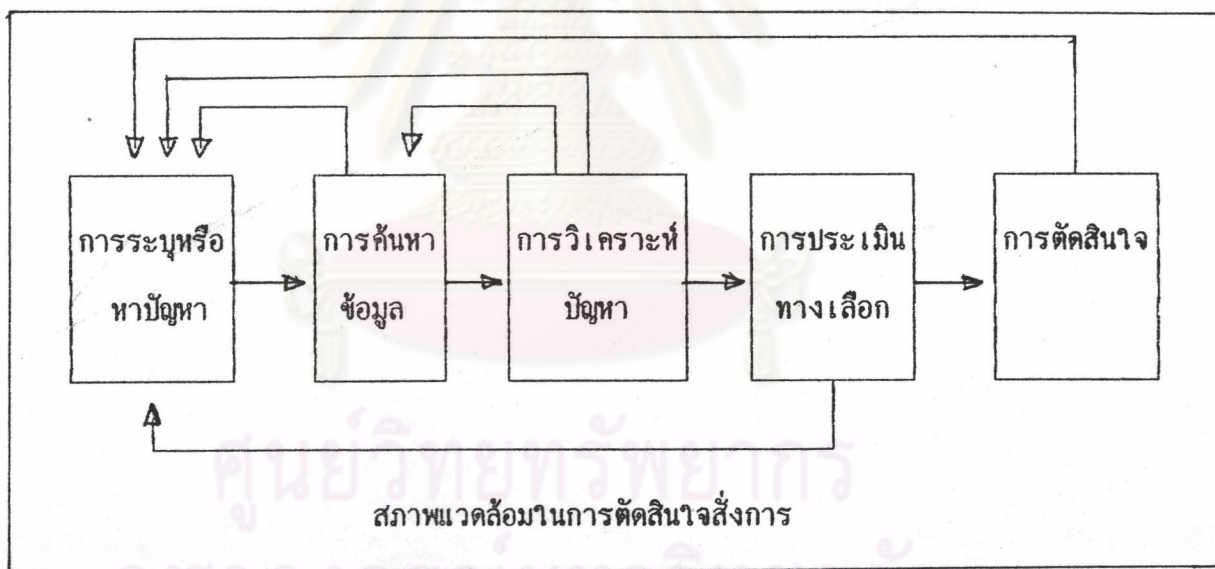 การระบุหรือ
หาปัญหา
การค้นหา
ข้อมูล
การวิเคราะห์
ปัญหา
การประเมิน
ทางเลือก
การตัดสินใจ
ศูนย์วิทยทรัพยากร
สภาพแวดล้อมในการตัดสินใจสั่งการ